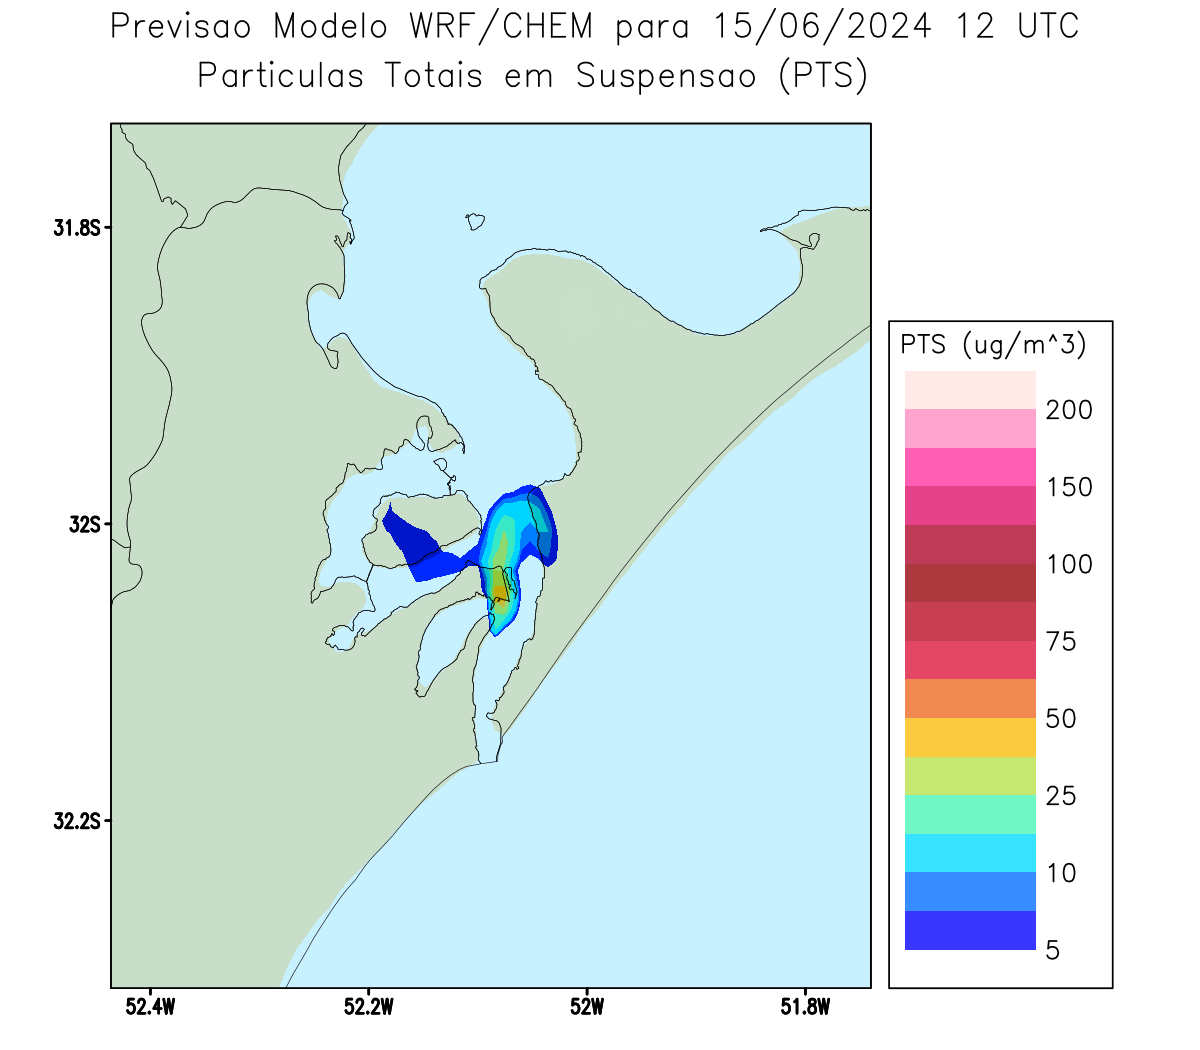 Previsao Modelo WRF/CHEM para 15/06/2024 12 UTC
Particulas Totais em Suspensao (PTS)
31.8S
32S
32.2S
52.4W
52.2W
52W
51.8W
PTS (ug/m^3)
200
150
100
75
50
25
10
5